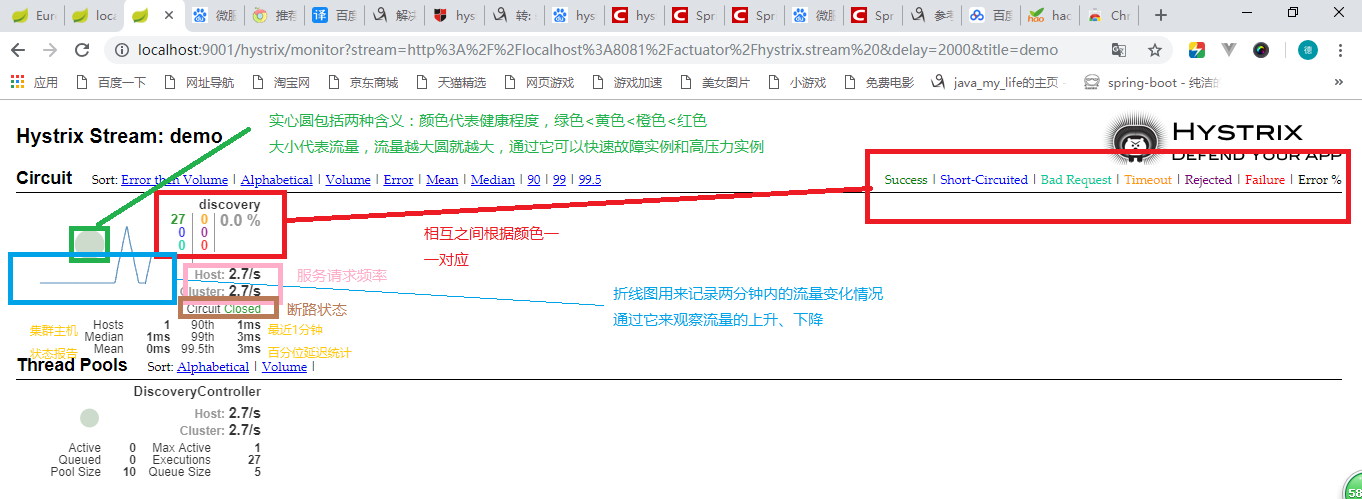 Eur
loca
百度
微服
推荐
百度
解决
hys
转:
hys
hys
Spr
Spr
微服
Spr
参考
百度
hac
Chr
localhost:9001/hystrix/monitor?stream=http%3A%2F%2Flocalhost%3A8081%2Factuator%2Fhystrix.stream%20&delay=2000&title=demo
德
应用 百度一下 网址导航 淘宝网 京东商城 天猫精选 网页游戏 游戏加速 美女图片 小游戏 免费电影 java_my_life的主页 - spring-boot - 纯洁的 »
实心圆包括两种含义：颜色代表健康程度，绿色<黄色<橙色<红色
Hystrix Stream: demo
大小代表流量，流量越大圆就越大，通过它可以快速故障实例和高压力实例
HYSTRIX
DEFEND YOUR APP
Circuit Sort: Error then Volume | Alphabetical | Volume | Error | Mean | Median | 90 | 99 | 99.5
Success | Short-Circuited | Bad Request | Timeout | Rejected | Failure | Error %
discovery
27 0 0.0 %
0 0
0 0
相互之间根据颜色一
一对应
Host: 2.7/s
服务请求频率
Cluster: 2.7/s
折线图用来记录两分钟内的流量变化情况
Circuit Closed
断路状态
通过它来观察流量的上升、下降
集群主机
Hosts 1 90th 1ms
最近1分钟
Median 1ms 99th 3ms
Mean 0ms 99.5th 3ms
状态报告
百分位延迟统计
Thread Pools Sort: Alphabetical | Volume |
DiscoveryController
Host: 2.7/s
Cluster: 2.7/s
Active 0 Max Active 1
Queued 0 Executions 27
Pool Size 10 Queue Size 5
58